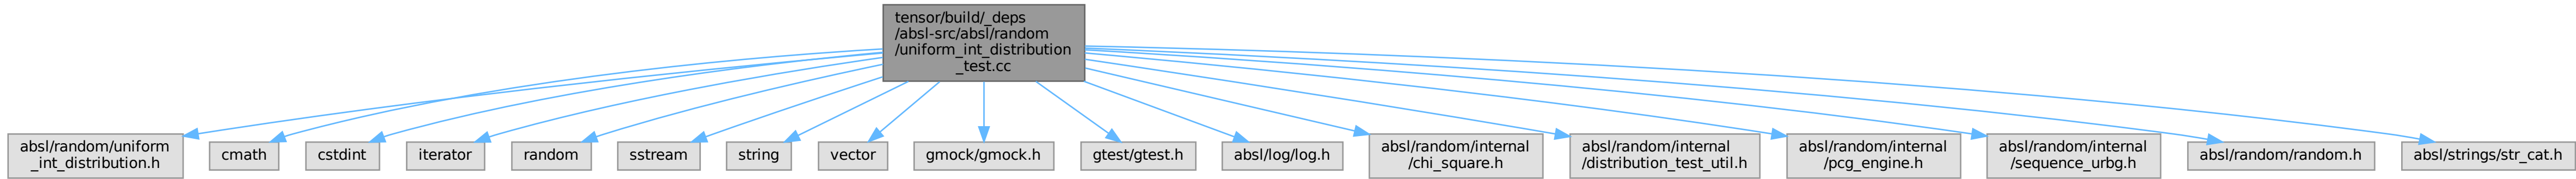 tensor/build/_deps
/absl-src/absl/random
/uniform_int_distribution
_test.cc
absl/random/uniform
_int_distribution.h
cmath
cstdint
iterator
random
sstream
string
vector
gmock/gmock.h
gtest/gtest.h
absl/log/log.h
absl/random/internal
/chi_square.h
absl/random/internal
/distribution_test_util.h
absl/random/internal
/pcg_engine.h
absl/random/internal
/sequence_urbg.h
absl/random/random.h
absl/strings/str_cat.h